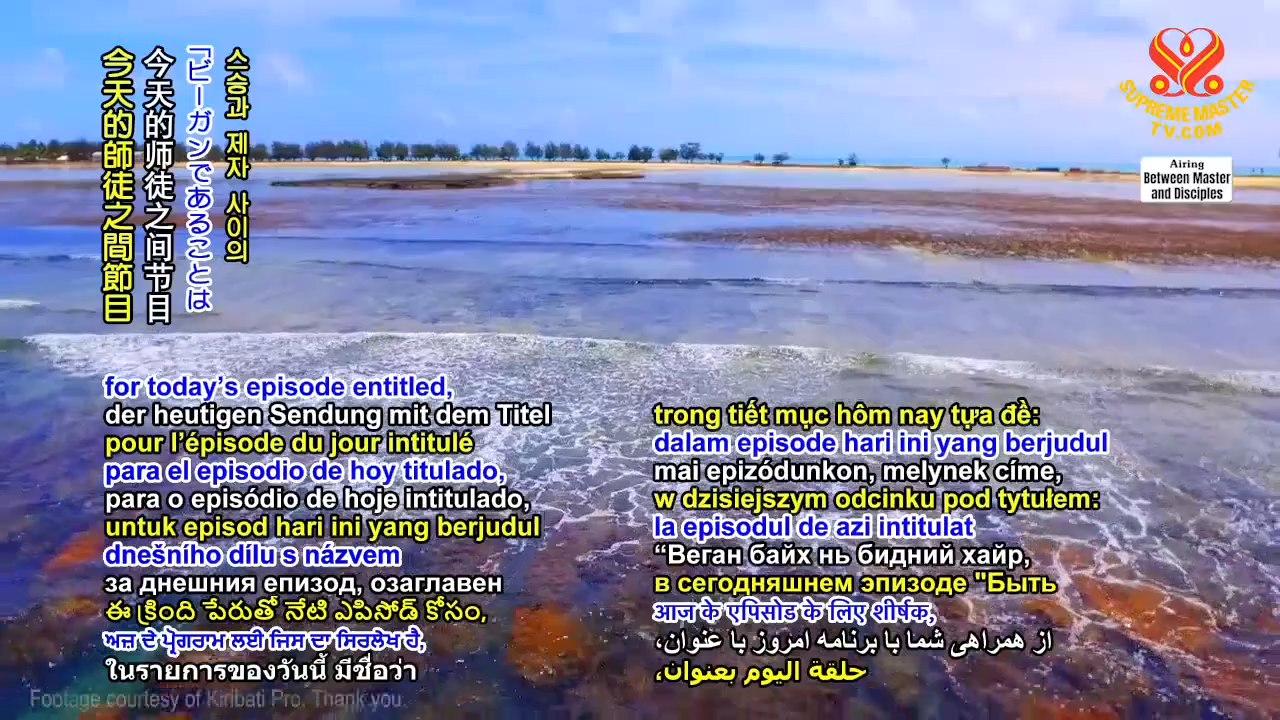 스승과 제자 사이의
「ビーガンであることは
今天的师徒之间节目
今天的師徒之間節目
SUPREME MASTER
TV.COM
Airing
Between Master
and Disciples
for today’s episode entitled,
der heutigen Sendung mit dem Titel
pour l’épisode du jour intitulé
para el episodio de hoy titulado,
para o episódio de hoje intitulado,
untuk episod hari ini yang berjudul
dnešního dílu s názvem
за днешния епизод, озаглавен
ఈ క్రింది పేరుతో నేటి ఎపిసోడ్ కోసం,
ਅਜ਼ ਦੇ ਪ੍ਰੋਗਰਾਮ ਲਈ ਜਿਸ ਦਾ ਸਿਰਲੇਖ ਹੈ,
ในรายการของวันนี้ มีชื่อว่า
trong tiết mục hôm nay tựa đề:
dalam episode hari ini yang berjudul
mai epizódunkon, melynek címe,
w dzisiejszym odcinku pod tytułem:
la episodul de azi intitulat
“Веган байх нь бидний хайр,
в сегодняшнем эпизоде "Быть
आज के एपिसोड के लिए शीर्षक,
از همراهی شما با برنامه امروز با عنوان،
حلقة اليوم بعنوان،
Footage courtesy of Kiribati Pro. Thank you.